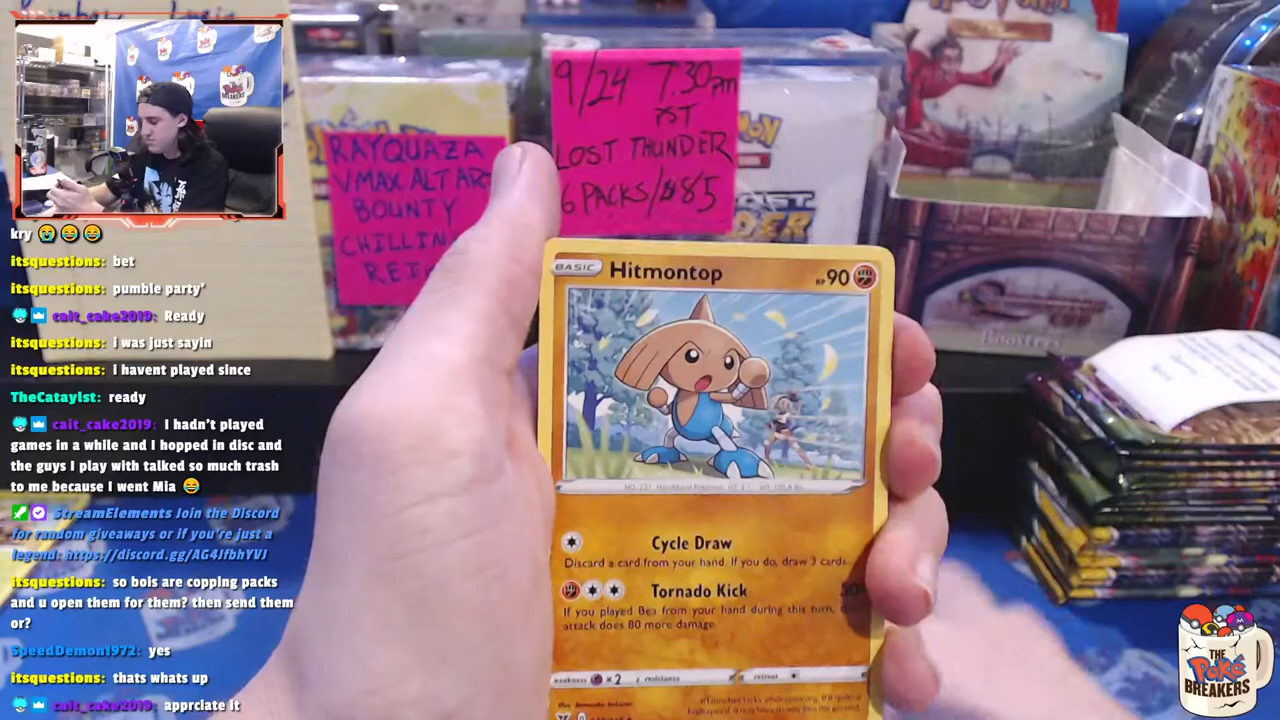 kry 😭 😂 😂
itsquestions: bet
itsquestions: pumble party'
cait_cake2019: Ready
itsquestions: I was just sayin
itsquestions: I havent played since
TheCataylst: ready
cait_cake2019: I hadn't played
games in a while and I hopped in disc and
the guys I play with talked so much trash
to me because I went Mia 😂
StreamElements Join the Discord
for random giveaways or if you're just a
legend: https://discord.gg/AG4JfbhYVJ
itsquestions: so bois are copping packs
and u open them for them? then send them
or?
SpeedDemon1972: yes
itsquestions: thats whats up
cait_cake2019: apprciate it
RAYQUAZA
VMAX ALT ART
BOUNTY
CHILLIN
REI
9/24 7:30pm
PST
LOST THUNDER
6 PACKS/$85
BASIC Hitmontop HP 90
Cycle Draw
Discard a card from your hand. If you do, draw 3 cards.
Tornado Kick
If you played Bea from your hand during this turn,
attack does 80 more damage.
weakness ×2 resistance retreat
THE
POKÉ
BREAKERS